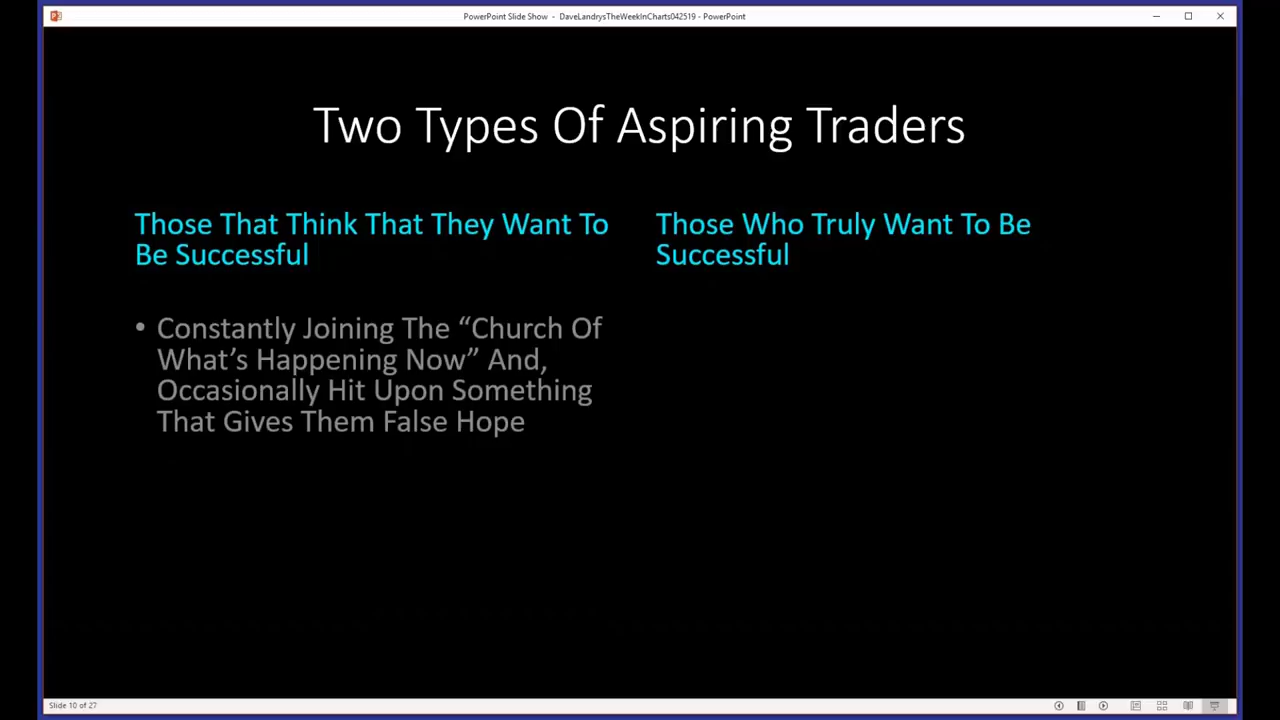 PowerPoint Slide Show - DaveLandrysTheWeekInCharts042519 - PowerPoint
Two Types Of Aspiring Traders
Those That Think That They Want To
Be Successful
• Constantly Joining The “Church Of
What’s Happening Now” And,
Occasionally Hit Upon Something
That Gives Them False Hope
Those Who Truly Want To Be
Successful
Slide 10 of 27